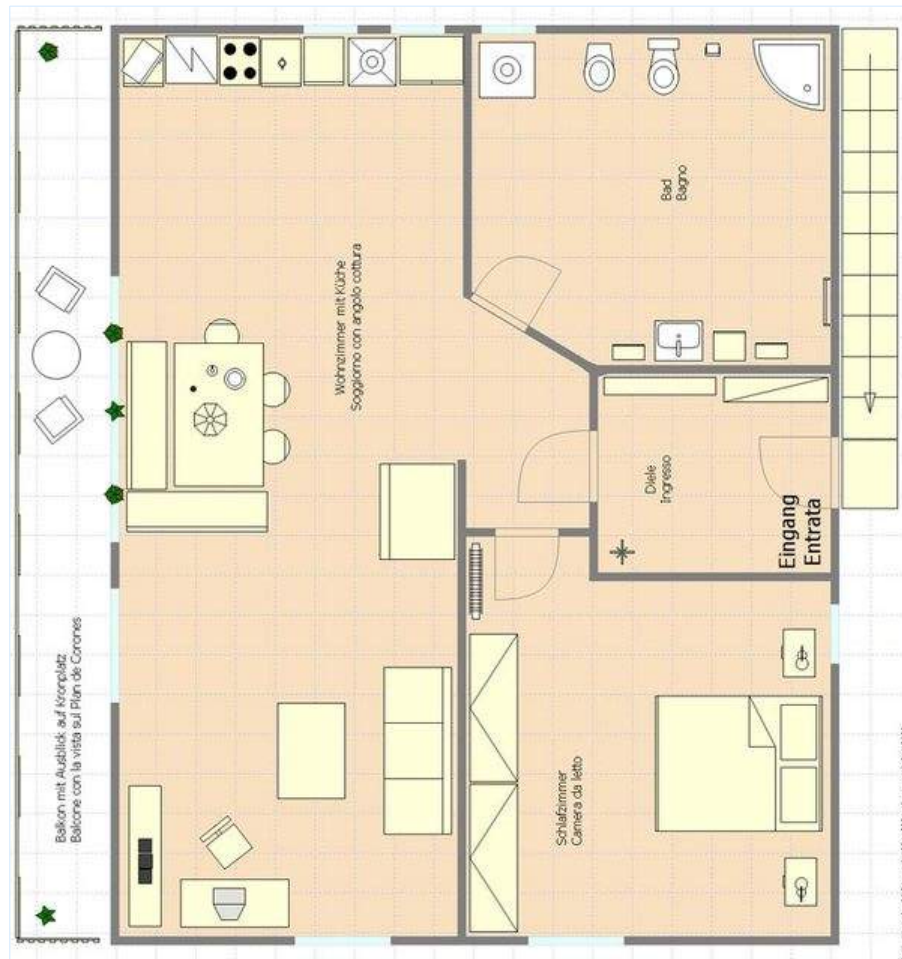 Bad
Bagno
Wohnzimmer mit Küche
Soggiorno con angolo cottura
Diele
Ingresso
Eingang
Entrata
Balkon mit Ausblick auf Kronplatz
Balcone con la vista sul Plan de Corones
Schlafzimmer
Camera da letto